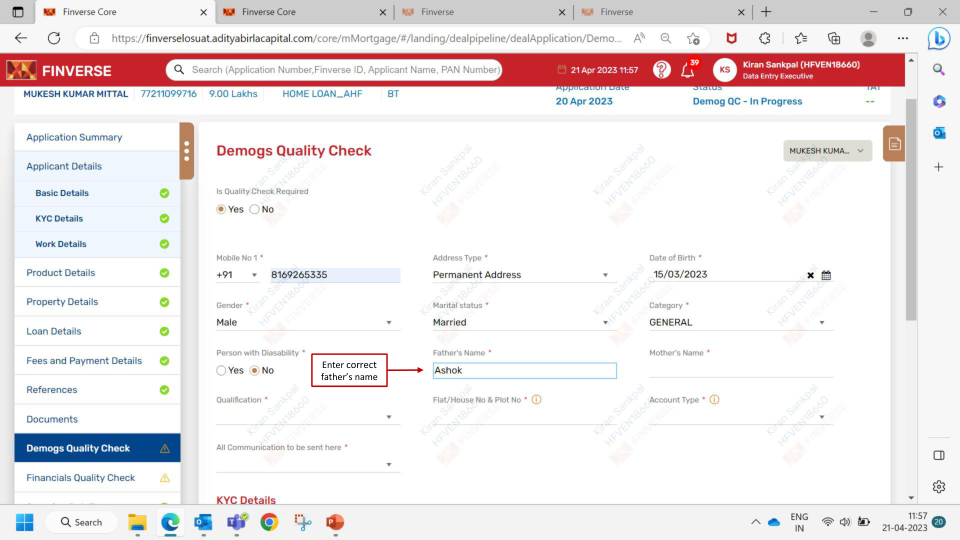 Finverse Core
Finverse Core
Finverse
Finverse
https://finverselosuat.adityabirlacapital.com/core/mMortgage/#/landing/dealpipeline/dealApplication/Demo...
FINVERSE
Search (Application Number,Finverse ID, Applicant Name, PAN Number)
21 Apr 2023 11:57
39
KS
Kiran Sankpal (HFVEN18660)
Data Entry Executive
MUKESH KUMAR MITTAL
77211099716
9.00 Lakhs
HOME LOAN_AHF
BT
Application Date
20 Apr 2023
Status
Demog QC - In Progress
TAT
--
Application Summary
Applicant Details
Basic Details
KYC Details
Work Details
Product Details
Property Details
Loan Details
Fees and Payment Details
References
Documents
Demogs Quality Check
Financials Quality Check
Demogs Quality Check
MUKESH KUMA...
Is Quality Check Required
Yes No
Mobile No 1 *
+91 8169265335
Address Type *
Permanent Address
Date of Birth *
15/03/2023
Gender *
Male
Marital status *
Married
Category *
GENERAL
Person with Diasability *
Yes No
Enter correct
father's name
Father's Name *
Ashok
Mother's Name *
Qualification *
Flat/House No & Plot No *
Account Type *
All Communication to be sent here *
KYC Details
Kiran Sankpal
HFVEN18660
FINVERSE
Search
ENG
IN
11:57
21-04-2023
20